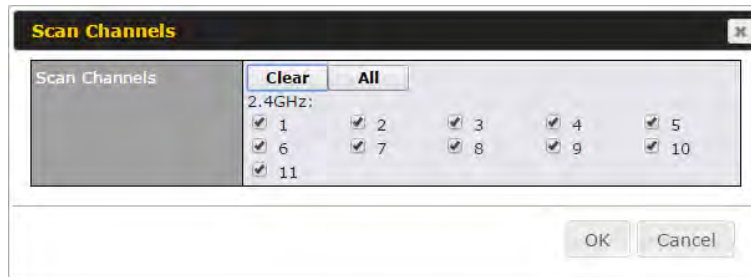 Scan Channels
Scan Channels
Clear All
2.4GHz:
1 2 3 4 5
6 7 8 9 10
11
OK Cancel